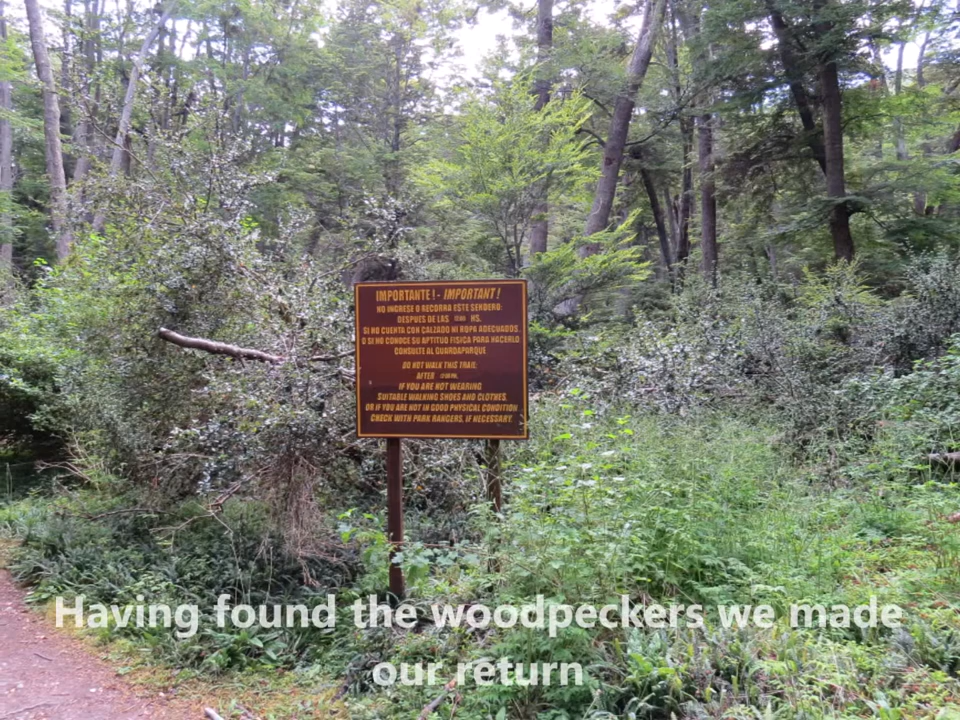 IMPORTANTE! - IMPORTANT!
NO INGRESE O RECORRA ESTE SENDERO:
DESPUES DE LAS HS.
SI NO CUENTA CON CALZADO NI ROPA ADECUADOS.
O SI NO CONOCE SU APTITUD FISICA PARA HACERLO
CONSULTE AL GUARDAPARQUE
DO NOT WALK THIS TRAIL:
AFTER
IF YOU ARE NOT WEARING
SUITABLE WALKING SHOES AND CLOTHES,
OR IF YOU ARE NOT IN GOOD PHYSICAL CONDITION
CHECK WITH PARK RANGERS, IF NECESSARY.
Having found the woodpeckers we made
our return